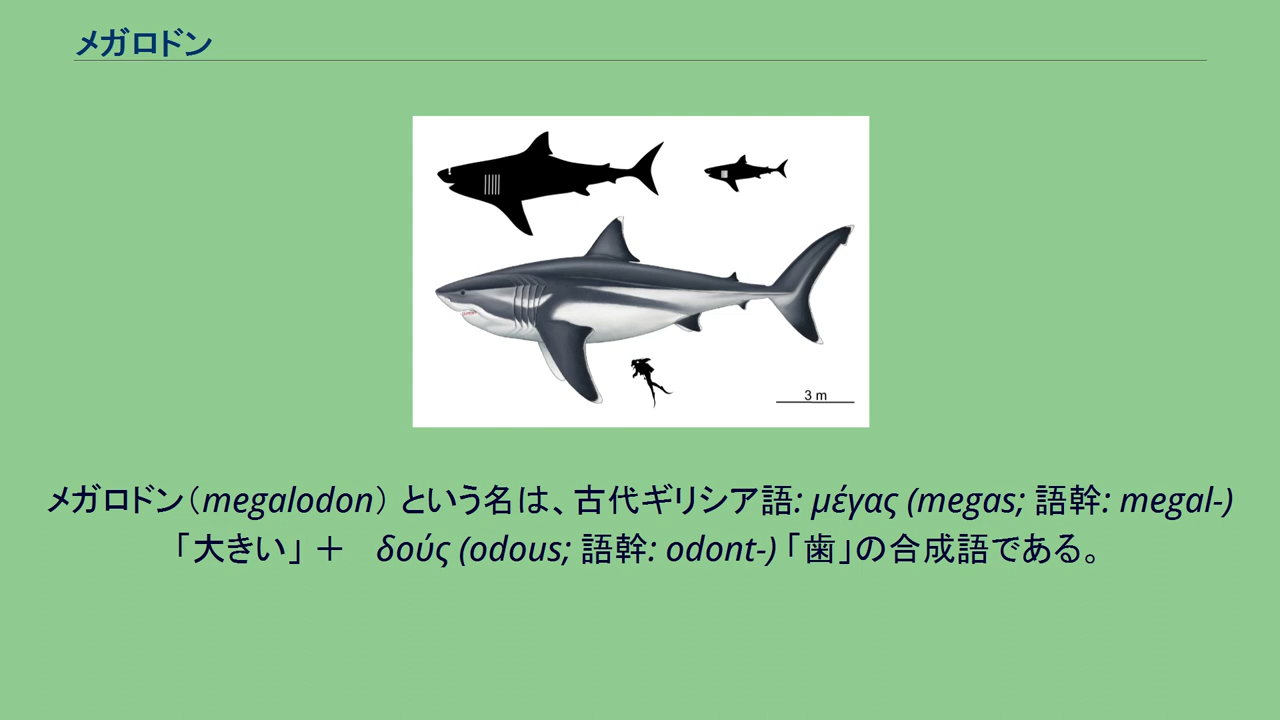 メガロドン
3 m
メガロドン（megalodon） という名は、古代ギリシア語: μέγας (megas; 語幹: megal-)
「大きい」 ＋　δούς (odous; 語幹: odont-) 「歯」の合成語である。